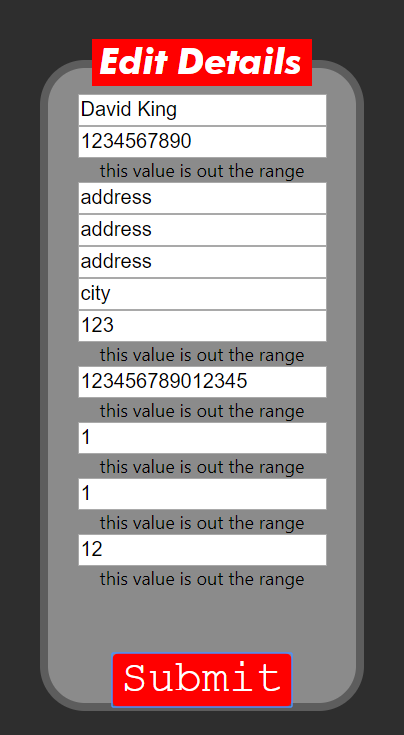 Edit Details
David King
1234567890
this value is out the range
address
address
address
city
123
this value is out the range
123456789012345
this value is out the range
1
this value is out the range
1
this value is out the range
12
this value is out the range
Submit